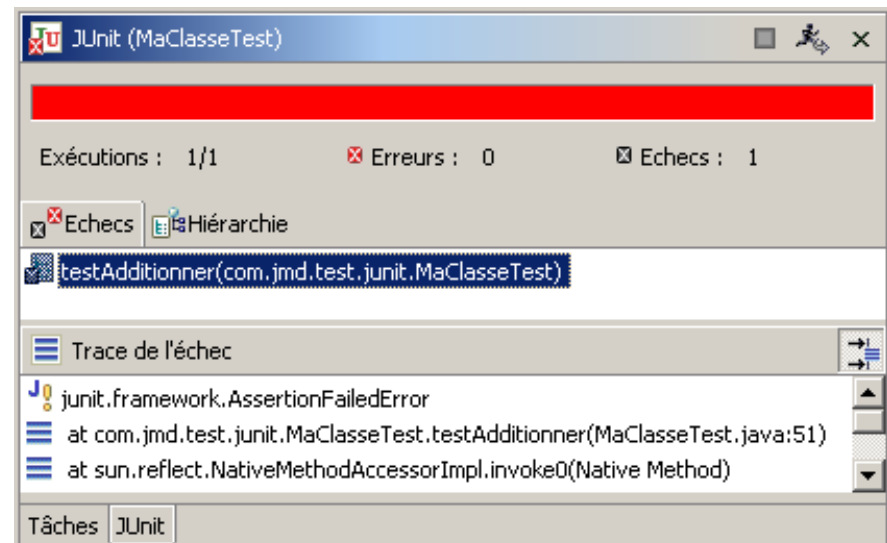 JUnit (MaClasseTest)
Exécutions : 1/1 Erreurs : 0 Echecs : 1
Echecs Hiérarchie
testAdditionner(com.jmd.test.junit.MaClasseTest)
Trace de l'échec
junit.framework.AssertionFailedError
at com.jmd.test.junit.MaClasseTest.testAdditionner(MaClasseTest.java:51)
at sun.reflect.NativeMethodAccessorImpl.invoke0(Native Method)
Tâches JUnit